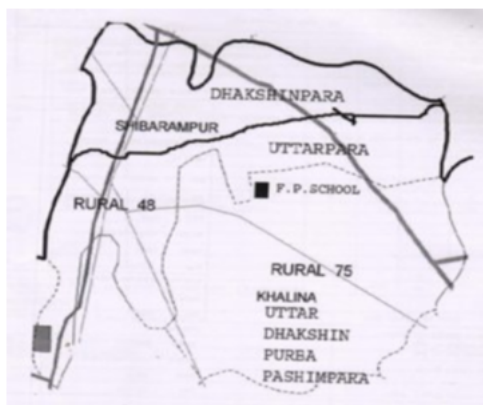 DHAKSHINPARA
SHIBARAMPUR
UTTARPARA
F.P.SCHOOL
RURAL 48
RURAL 75
KHALINA
UTTAR
DHAKSHIN
PURBA
PASHIMPARA